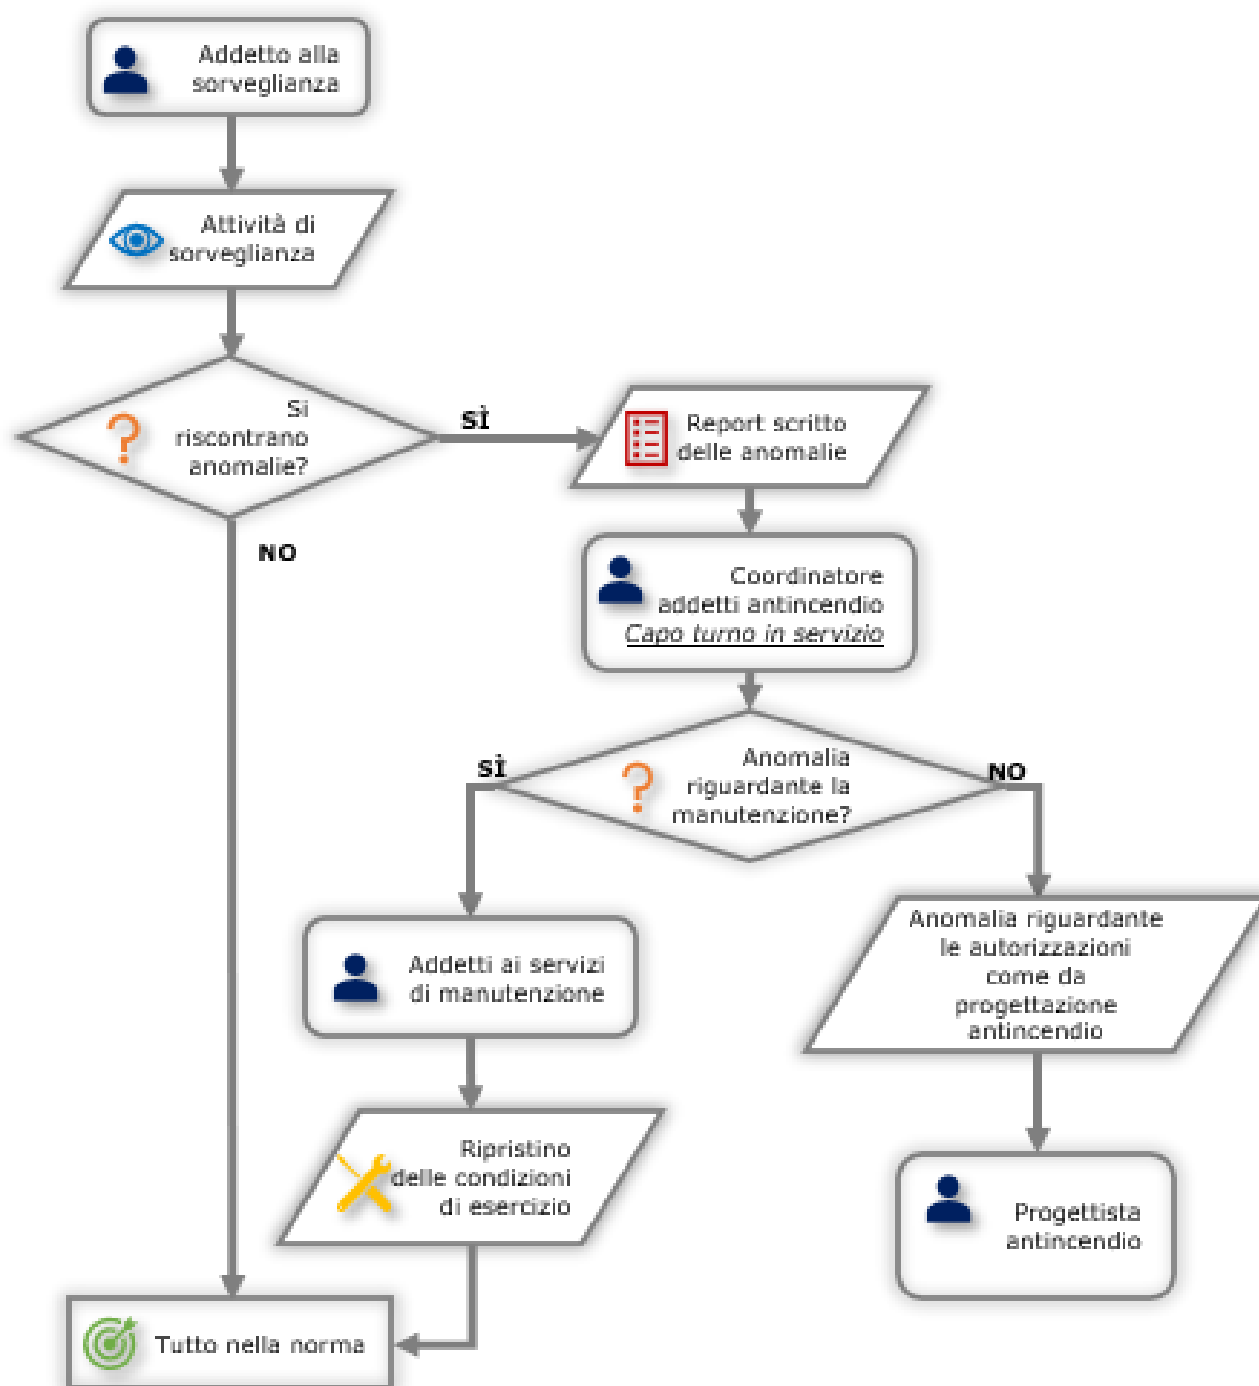 Addetto alla
sorveglianza
Attività di
sorveglianza
Si
riscontrano
anomalie?
SÌ
Report scritto
delle anomalie
NO
Coordinatore
addetti antincendio
Capo turno in servizio
Anomalia
riguardante la
manutenzione?
SÌ
NO
Addetti ai servizi
di manutenzione
Anomalia riguardante
le autorizzazioni
come da
progettazione
antincendio
Ripristino
delle condizioni
di esercizio
Progettista
antincendio
Tutto nella norma